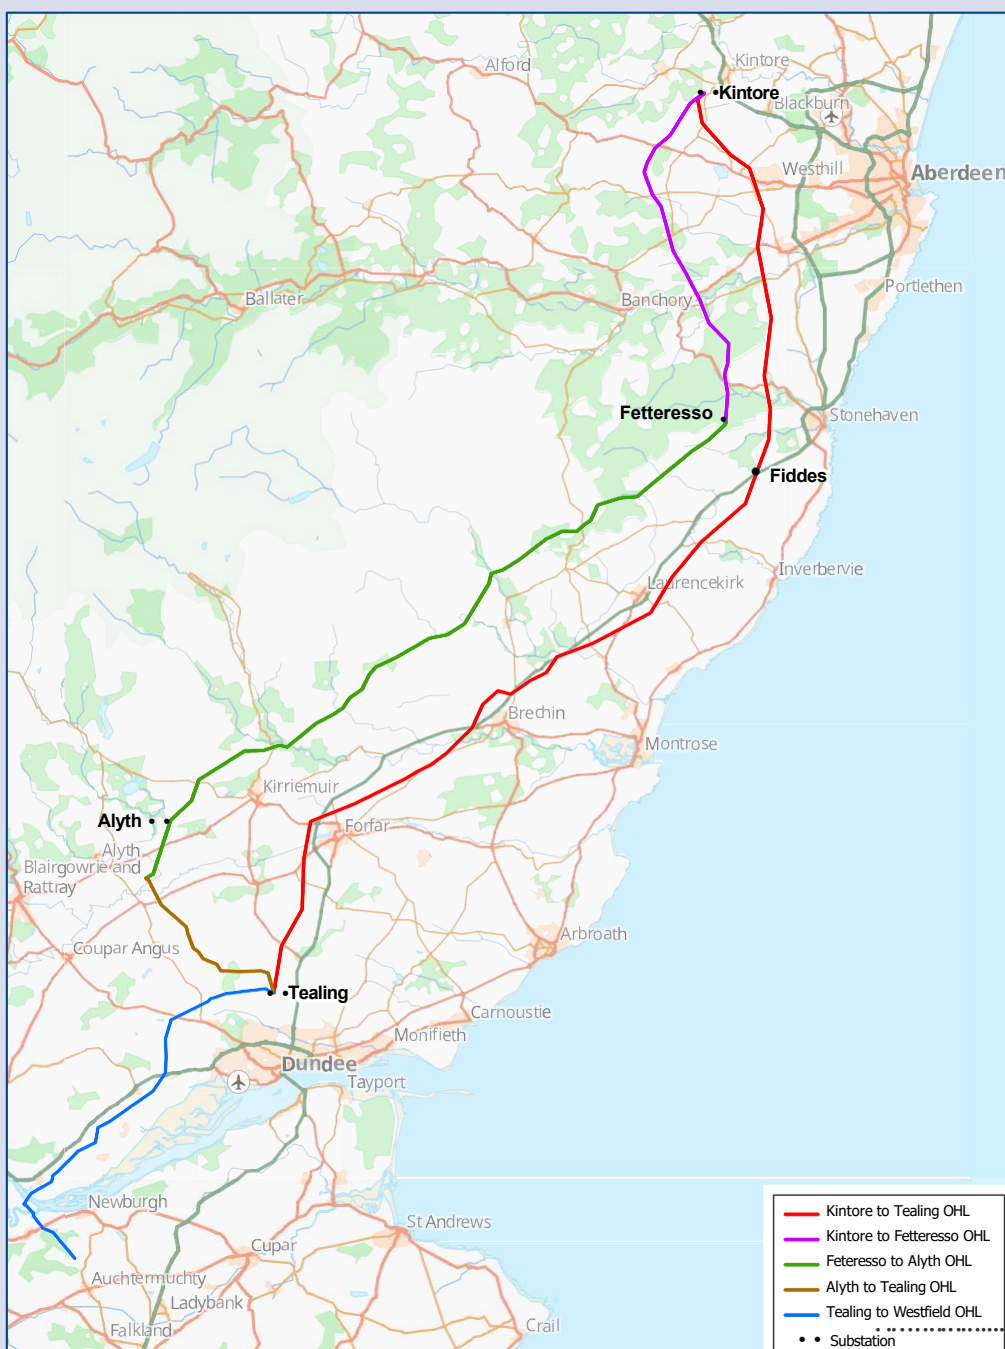 Alford
Kintore
Kintore
Blackburn
Westhill
Aberdeen
Portlethen
Ballater
Banchory
Fetteresso
Stonehaven
Fiddes
Inverbervie
Laurencekirk
Brechin
Montrose
Kirriemuir
Alyth
Forfar
Alyth
Blairgowrie and
Rattray
Arbroath
Coupar Angus
Tealing
Carnoustie
Monifieth
Dundee
Tayport
Newburgh
St Andrews
Cupar
Auchtermuchty
Ladybank
Falkland
Crail
Kintore to Tealing OHL
Kintore to Fetteresso OHL
Feteresso to Alyth OHL
Alyth to Tealing OHL
Tealing to Westfield OHL
Substation